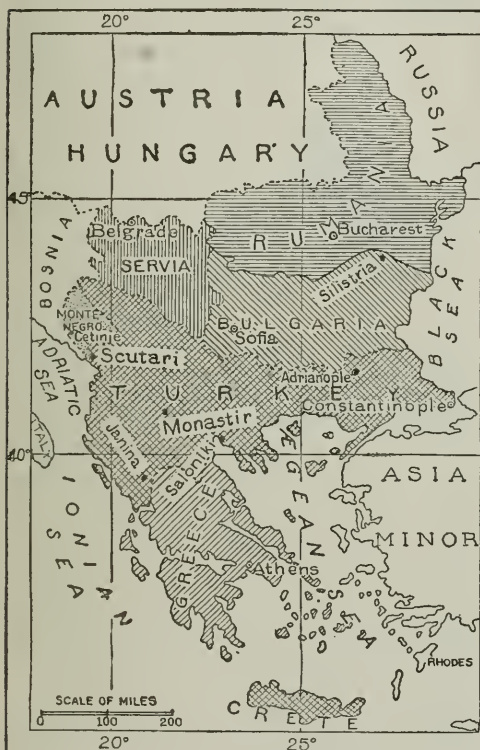 20° 25°
AUSTRIA
HUNGARY
RUSSIA
45
RUMANIA
Bucharest
BOSNIA
Belgrade
SERVIA
Silistria
BLACK SEA
BULGARIA
Sofia
MONTE-
NEGRO
Cetinje
ADRIATIC
SEA
Scutari
TURKEY
Adrianople
Constantinople
Monastir
ITALY
Janina
Saloniki
40°
ÆGEAN SEA
ASIA
MINOR
IONIAN
SEA
GREECE
Athens
RHODES
CRETE
SCALE OF MILES
0 100 200
20° 25°